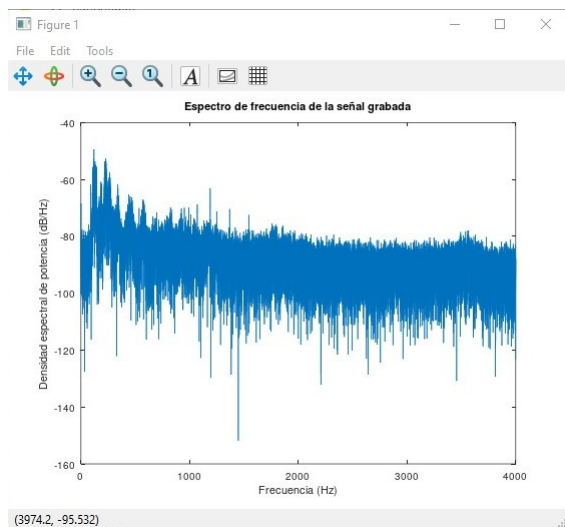 Figure 1
File Edit Tools
A
Espectro de frecuencia de la señal grabada
Densidad espectral de potencia (dB/Hz)
-40
-60
-80
-100
-120
-140
-160
0 1000 2000 3000 4000
Frecuencia (Hz)
(3974.2, -95.532)